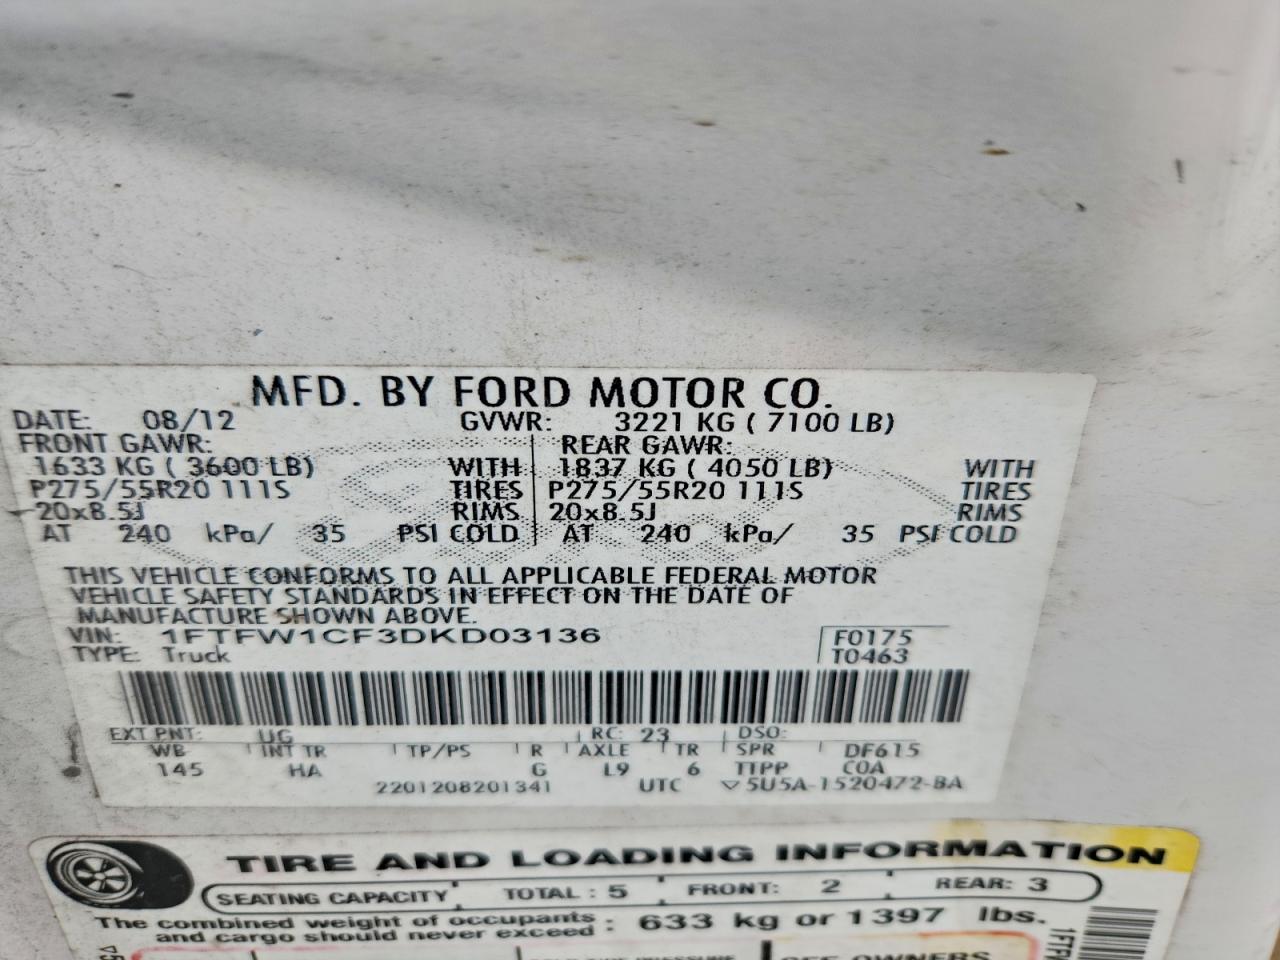 MFD. BY FORD MOTOR CO.
DATE: 08/12 GVWR: 3221 KG ( 7100 LB)
FRONT GAWR: REAR GAWR:
1633 KG ( 3600 LB) WITH 1837 KG ( 4050 LB) WITH
P275/55R20 111S TIRES P275/55R20 111S TIRES
20x8.5J RIMS 20x8.5J RIMS
AT 240 kPa/ 35 PSI COLD AT 240 kPa/ 35 PSI COLD
THIS VEHICLE CONFORMS TO ALL APPLICABLE FEDERAL MOTOR
VEHICLE SAFETY STANDARDS IN EFFECT ON THE DATE OF
MANUFACTURE SHOWN ABOVE.
VIN: 1FTFW1CF3DKD03136 F0175
TYPE: Truck T0463
EXT PNT: UG RC: 23 DSO:
WB INT TR TP/PS R AXLE TR SPR DF615
145 HA G L9 6 TTPP COA
2201208201341 UTC ▽5U5A-1520472-BA
TIRE AND LOADING INFORMATION
SEATING CAPACITY TOTAL : 5 FRONT: 2 REAR: 3
The combined weight of occupants : 633 kg or 1397 lbs.
and cargo should never exceed